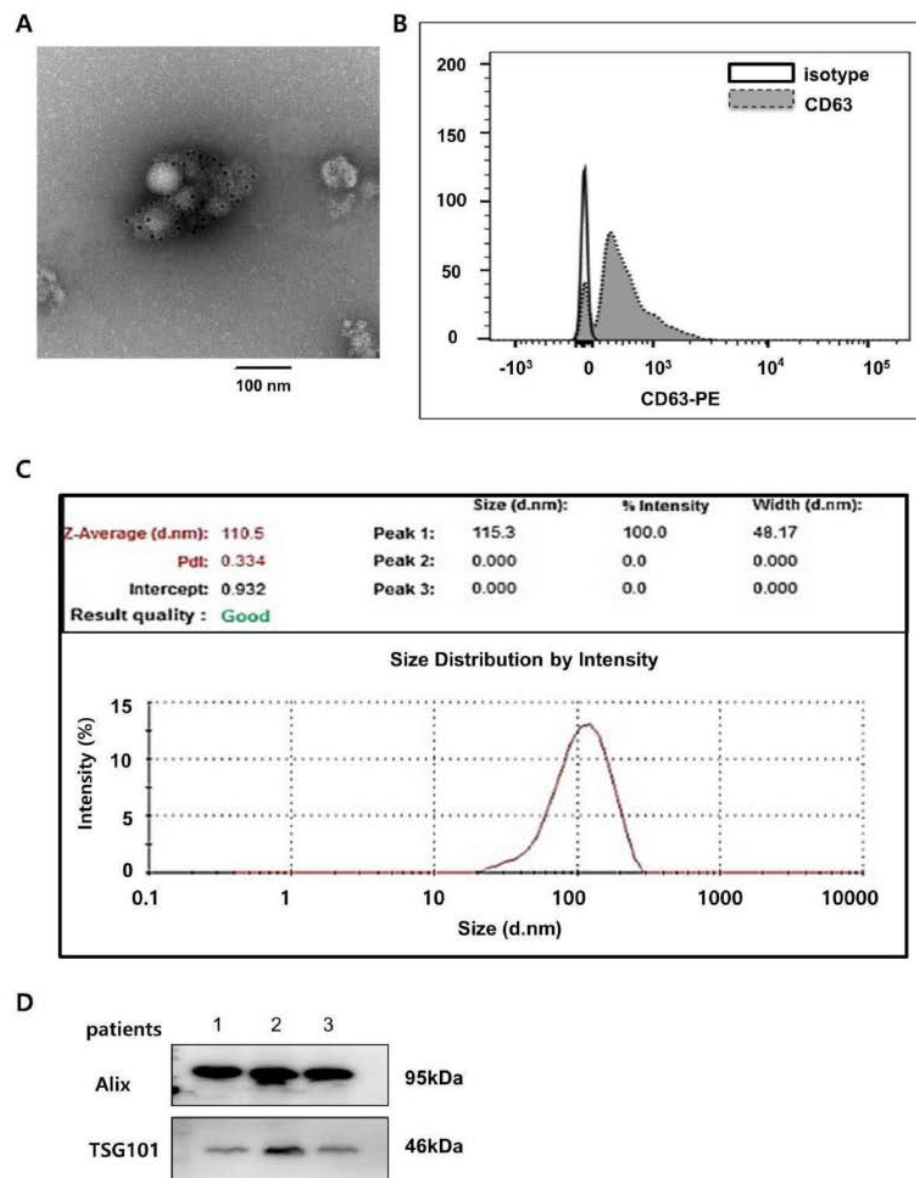 A
100 nm
B
200
150
100
50
0
isotype
CD63
-10³ 0 10³ 10⁴ 10⁵
CD63-PE
C
Size (d.nm): % Intensity Width (d.nm):
Z-Average (d.nm): 110.5 Peak 1: 115.3 100.0 48.17
PdI: 0.334 Peak 2: 0.000 0.0 0.000
Intercept: 0.932 Peak 3: 0.000 0.0 0.000
Result quality : Good
Size Distribution by Intensity
Intensity (%)
15
10
5
0
0.1 1 10 100 1000 10000
Size (d.nm)
D
patients 1 2 3
Alix 95kDa
TSG101 46kDa